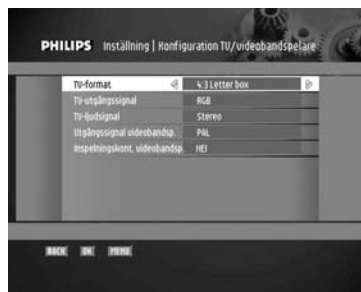 PHILIPS Inställning | Konfiguration TV/videobandspelare
TV-format 4:3 Letter box
TV-utgångssignal RGB
TV-ljudsignal Stereo
Utgångssignal videobandsp. PAL
Inspelningskont. videobandsp. NEJ
BACK OK MENU